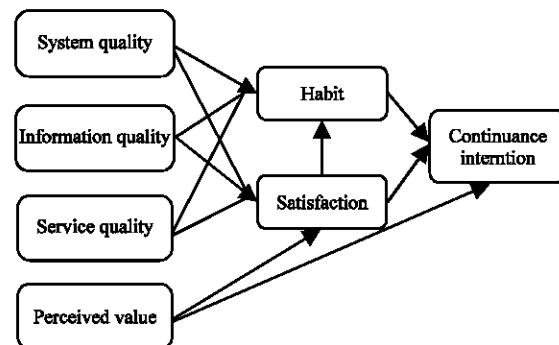 System quality
Information quality
Service quality
Perceived value
Habit
Satisfaction
Continuance
interntion